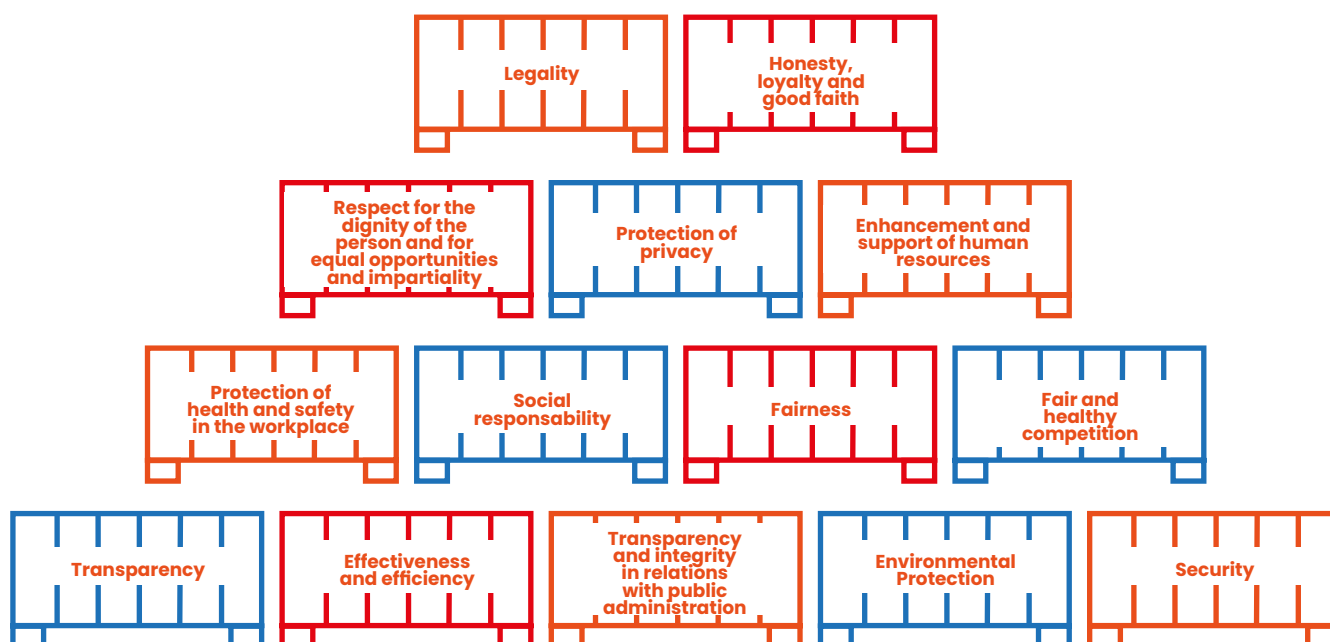 Legality
Honesty,
loyalty and
good faith
Respect for the
dignity of the
person and for
equal opportunities
and impartiality
Protection of
privacy
Enhancement and
support of human
resources
Protection of
health and safety
in the workplace
Social
responsability
Fairness
Fair and
healthy
competition
Transparency
Effectiveness
and efficiency
Transparency
and integrity
in relations
with public
administration
Environmental
Protection
Security